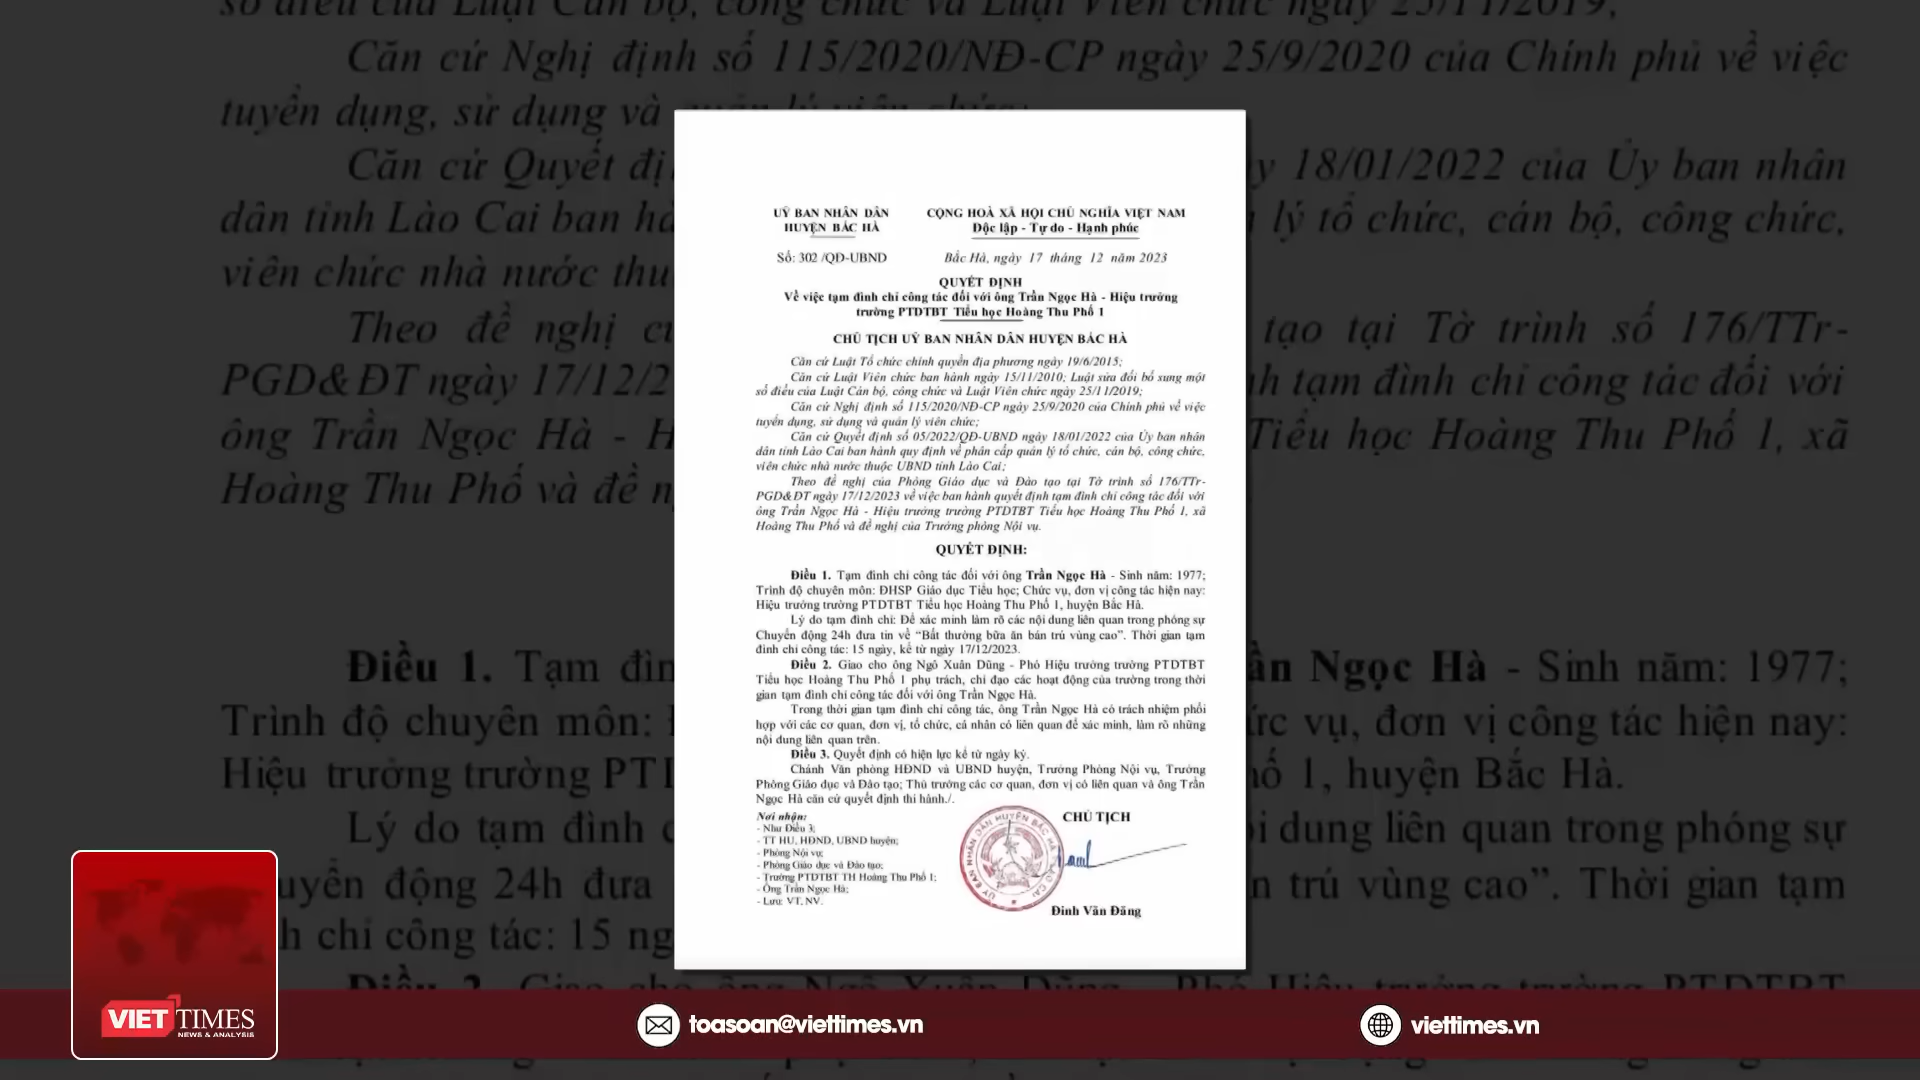 số điều của Luật Cán bộ, công chức và Luật Viên chức ngày 25/11/2019;
Căn cứ Nghị định số 115/2020/NĐ-CP ngày 25/9/2020 của Chính phủ về việc
tuyển dụng, sử dụng và quản lý viên chức;
Căn cứ Quyết đị
y 18/01/2022 của Ủy ban nhân
dân tỉnh Lào Cai ban hà
lý tổ chức, cán bộ, công chức,
viên chức nhà nước thu
Theo đề nghị củ
tạo tại Tờ trình số 176/TTr-
PGD&ĐT ngày 17/12/2
nh tạm đình chỉ công tác đối với
ông Trần Ngọc Hà - H
Tiểu học Hoàng Thu Phố 1, xã
Hoàng Thu Phố và đề n
Điều 1. Tạm đìn
ần Ngọc Hà - Sinh năm: 1977;
Trình độ chuyên môn:
ức vụ, đơn vị công tác hiện nay:
Hiệu trưởng trường PTD
hố 1, huyện Bắc Hà.
Lý do tạm đình c
ội dung liên quan trong phóng sự
uyển động 24h đưa
n trú vùng cao”. Thời gian tạm
h chỉ công tác: 15 ng
UỶ BAN NHÂN DÂN
HUYỆN BẮC HÀ
CỘNG HOÀ XÃ HỘI CHỦ NGHĨA VIỆT NAM
Độc lập - Tự do - Hạnh phúc
Số: 302 /QĐ-UBND
Bắc Hà, ngày 17 tháng 12 năm 2023
QUYẾT ĐỊNH
Về việc tạm đình chỉ công tác đối với ông Trần Ngọc Hà - Hiệu trưởng
trường PTDTBT Tiểu học Hoàng Thu Phố 1
CHỦ TỊCH UỶ BAN NHÂN DÂN HUYỆN BẮC HÀ
Căn cứ Luật Tổ chức chính quyền địa phương ngày 19/6/2015;
Căn cứ Luật Viên chức ban hành ngày 15/11/2010; Luật sửa đổi bổ sung một
số điều của Luật Cán bộ, công chức và Luật Viên chức ngày 25/11/2019;
Căn cứ Nghị định số 115/2020/NĐ-CP ngày 25/9/2020 của Chính phủ về việc
tuyển dụng, sử dụng và quản lý viên chức;
Căn cứ Quyết định số 05/2022/QĐ-UBND ngày 18/01/2022 của Ủy ban nhân
dân tỉnh Lào Cai ban hành quy định về phân cấp quản lý tổ chức, cán bộ, công chức,
viên chức nhà nước thuộc UBND tỉnh Lào Cai;
Theo đề nghị của Phòng Giáo dục và Đào tạo tại Tờ trình số 176/TTr-
PGD&ĐT ngày 17/12/2023 về việc ban hành quyết định tạm đình chỉ công tác đối với
ông Trần Ngọc Hà - Hiệu trưởng trường PTDTBT Tiểu học Hoàng Thu Phố 1, xã
Hoàng Thu Phố và đề nghị của Trưởng phòng Nội vụ.
QUYẾT ĐỊNH:
Điều 1. Tạm đình chỉ công tác đối với ông Trần Ngọc Hà - Sinh năm: 1977;
Trình độ chuyên môn: ĐHSP Giáo dục Tiểu học; Chức vụ, đơn vị công tác hiện nay:
Hiệu trưởng trường PTDTBT Tiểu học Hoàng Thu Phố 1, huyện Bắc Hà.
Lý do tạm đình chỉ: Để xác minh làm rõ các nội dung liên quan trong phóng sự
Chuyển động 24h đưa tin về “Bất thường bữa ăn bán trú vùng cao”. Thời gian tạm
đình chỉ công tác: 15 ngày, kể từ ngày 17/12/2023.
Điều 2. Giao cho ông Ngô Xuân Dũng - Phó Hiệu trưởng trường PTDTBT
Tiểu học Hoàng Thu Phố 1 phụ trách, chỉ đạo các hoạt động của trường trong thời
gian tạm đình chỉ công tác đối với ông Trần Ngọc Hà.
Trong thời gian tạm đình chỉ công tác, ông Trần Ngọc Hà có trách nhiệm phối
hợp với các cơ quan, đơn vị, tổ chức, cá nhân có liên quan để xác minh, làm rõ những
nội dung liên quan trên.
Điều 3. Quyết định có hiệu lực kể từ ngày ký.
Chánh Văn phòng HĐND và UBND huyện, Trưởng Phòng Nội vụ, Trưởng
Phòng Giáo dục và Đào tạo; Thủ trưởng các cơ quan, đơn vị có liên quan và ông Trần
Ngọc Hà căn cứ quyết định thi hành./.
Nơi nhận:
- Như Điều 3;
- TT HU, HĐND, UBND huyện;
- Phòng Nội vụ;
- Phòng Giáo dục và Đào tạo;
- Trường PTDTBT TH Hoàng Thu Phố 1;
- Ông Trần Ngọc Hà;
- Lưu: VT, NV.
CHỦ TỊCH
Đinh Văn Đăng
VIETTIMES
NEWS & ANALYSIS
toasoan@viettimes.vn
viettimes.vn